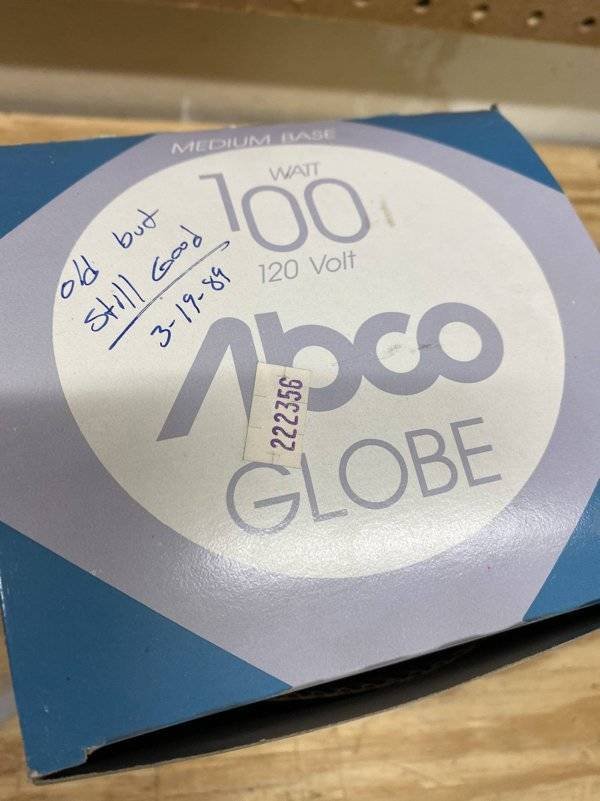 MEDIUM BASE
100
WATT
120 Volt
old but
Still Good
3-19-89
Abco
222356
GLOBE